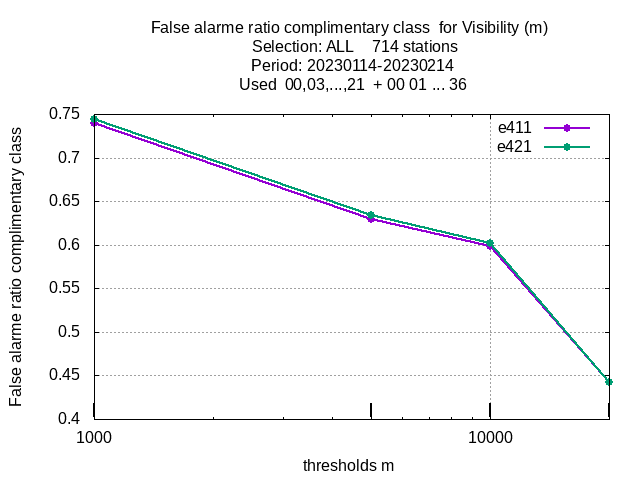 False alarme ratio complimentary class  for Visibility (m)
Selection: ALL    714 stations
Period: 20230114-20230214
Used  00,03,...,21  + 00 01 ... 36
e411
e421
False alarme ratio complimentary class
0.75
0.7
0.65
0.6
0.55
0.5
0.45
0.4
1000
10000
thresholds m